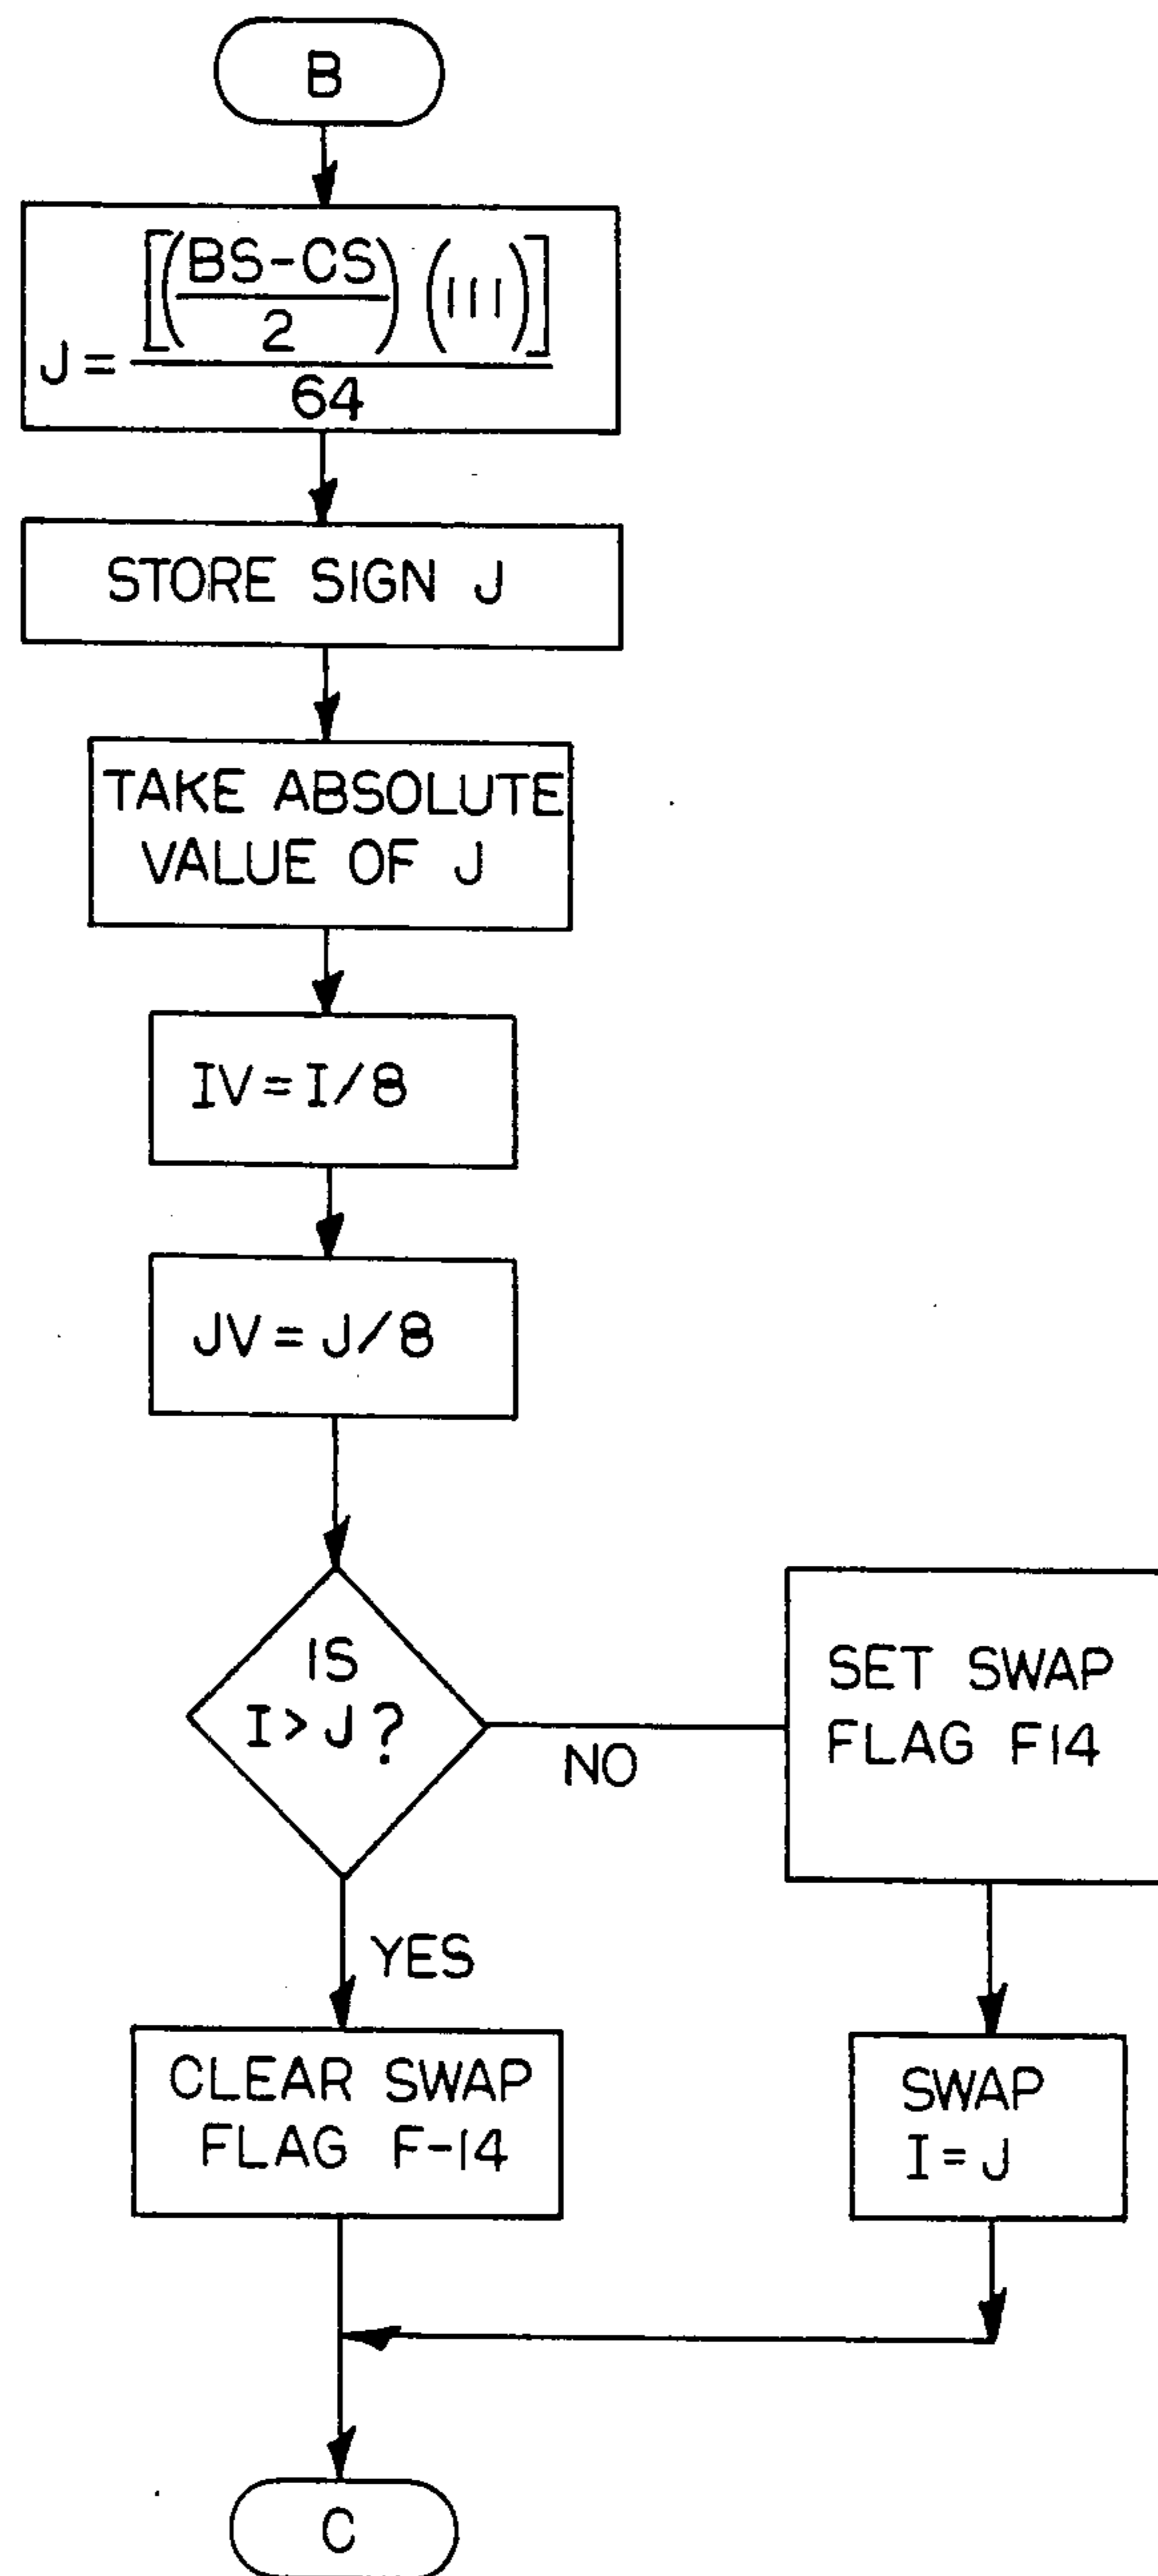 B
J = [(BS-CS/2) (111)]/64
STORE SIGN J
TAKE ABSOLUTE
VALUE OF J
IV = I/8
JV = J/8
IS
I > J ?
NO
SET SWAP
FLAG F14
YES
CLEAR SWAP
FLAG F-14
SWAP
I = J
C